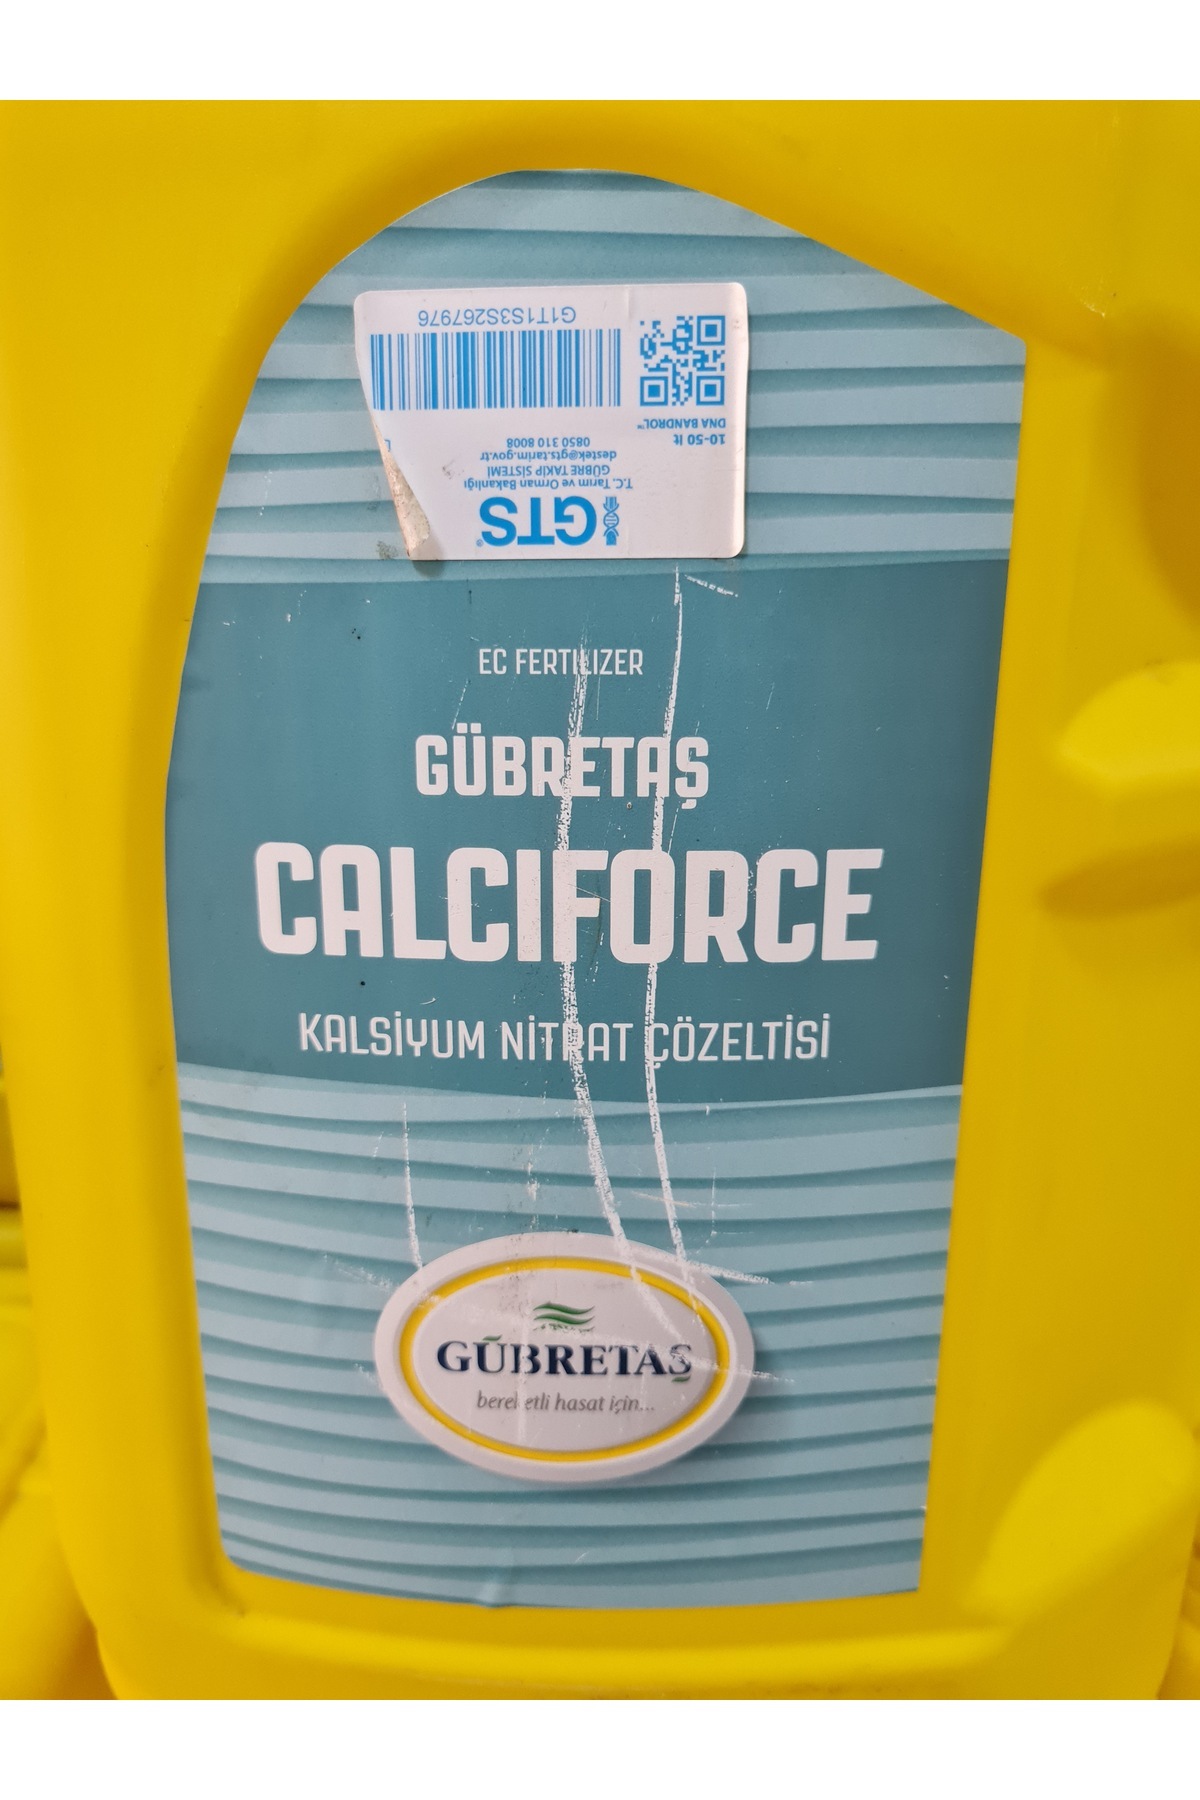 GTS
T.C. Tarım ve Orman Bakanlığı
GÜBRE TAKİP SİSTEMİ
destek@gts.tarim.gov.tr
0850 310 8008
10-50 lt
DNA BANDROL™
G1T1S3S267976
EC FERTILIZER
GÜBRETAŞ
CALCIFORCE
KALSİYUM NİTRAT ÇÖZELTİSİ
GÜBRETAŞ
bereketli hasat için...